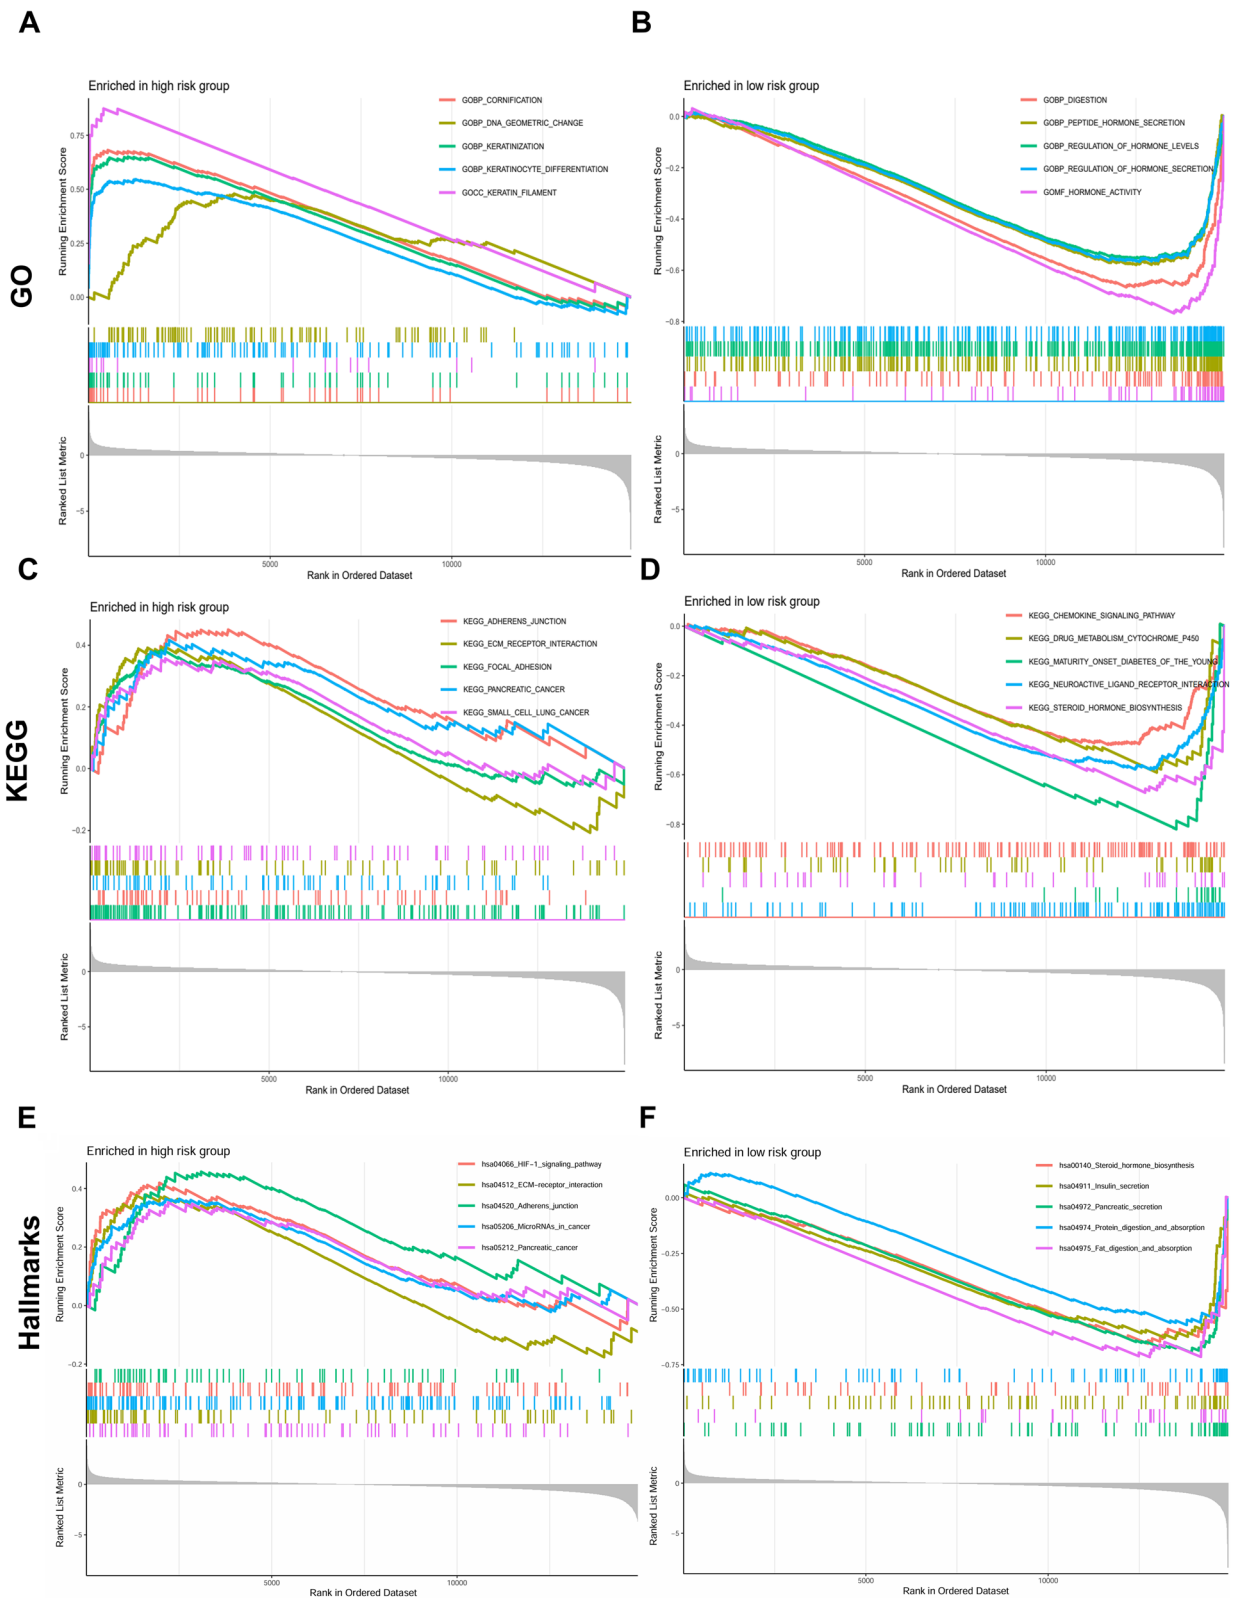 A
Enriched in high risk group
GOBP_CORNIFICATION
GOBP_DNA_GEOMETRIC_CHANGE
GOBP_KERATINIZATION
GOBP_KERATINOCYTE_DIFFERENTIATION
GOCC_KERATIN_FILAMENT
Running Enrichment Score
0.75
0.50
0.25
0.00
Ranked List Metric
0
−5
5000
10000
Rank in Ordered Dataset
GO
B
Enriched in low risk group
GOBP_DIGESTION
GOBP_PEPTIDE_HORMONE_SECRETION
GOBP_REGULATION_OF_HORMONE_LEVELS
GOBP_REGULATION_OF_HORMONE_SECRETION
GOMF_HORMONE_ACTIVITY
Running Enrichment Score
0.0
−0.2
−0.4
−0.6
−0.8
Ranked List Metric
0
−5
5000
10000
Rank in Ordered Dataset
C
Enriched in high risk group
KEGG_ADHERENS_JUNCTION
KEGG_ECM_RECEPTOR_INTERACTION
KEGG_FOCAL_ADHESION
KEGG_PANCREATIC_CANCER
KEGG_SMALL_CELL_LUNG_CANCER
Running Enrichment Score
0.4
0.2
0.0
−0.2
Ranked List Metric
0
−5
5000
10000
Rank in Ordered Dataset
KEGG
D
Enriched in low risk group
KEGG_CHEMOKINE_SIGNALING_PATHWAY
KEGG_DRUG_METABOLISM_CYTOCHROME_P450
KEGG_MATURITY_ONSET_DIABETES_OF_THE_YOUNG
KEGG_NEUROACTIVE_LIGAND_RECEPTOR_INTERACTION
KEGG_STEROID_HORMONE_BIOSYNTHESIS
Running Enrichment Score
0.0
−0.2
−0.4
−0.6
−0.8
Ranked List Metric
0
−5
5000
10000
Rank in Ordered Dataset
E
Enriched in high risk group
hsa04066_HIF−1_signaling_pathway
hsa04512_ECM−receptor_interaction
hsa04520_Adherens_junction
hsa05206_MicroRNAs_in_cancer
hsa05212_Pancreatic_cancer
Running Enrichment Score
0.4
0.2
0.0
−0.2
Ranked List Metric
0
−5
5000
10000
Rank in Ordered Dataset
Hallmarks
F
Enriched in low risk group
hsa00140_Steroid_hormone_biosynthesis
hsa04911_Insulin_secretion
hsa04972_Pancreatic_secretion
hsa04974_Protein_digestion_and_absorption
hsa04975_Fat_digestion_and_absorption
Running Enrichment Score
0.00
−0.25
−0.50
−0.75
Ranked List Metric
0
−5
5000
10000
Rank in Ordered Dataset